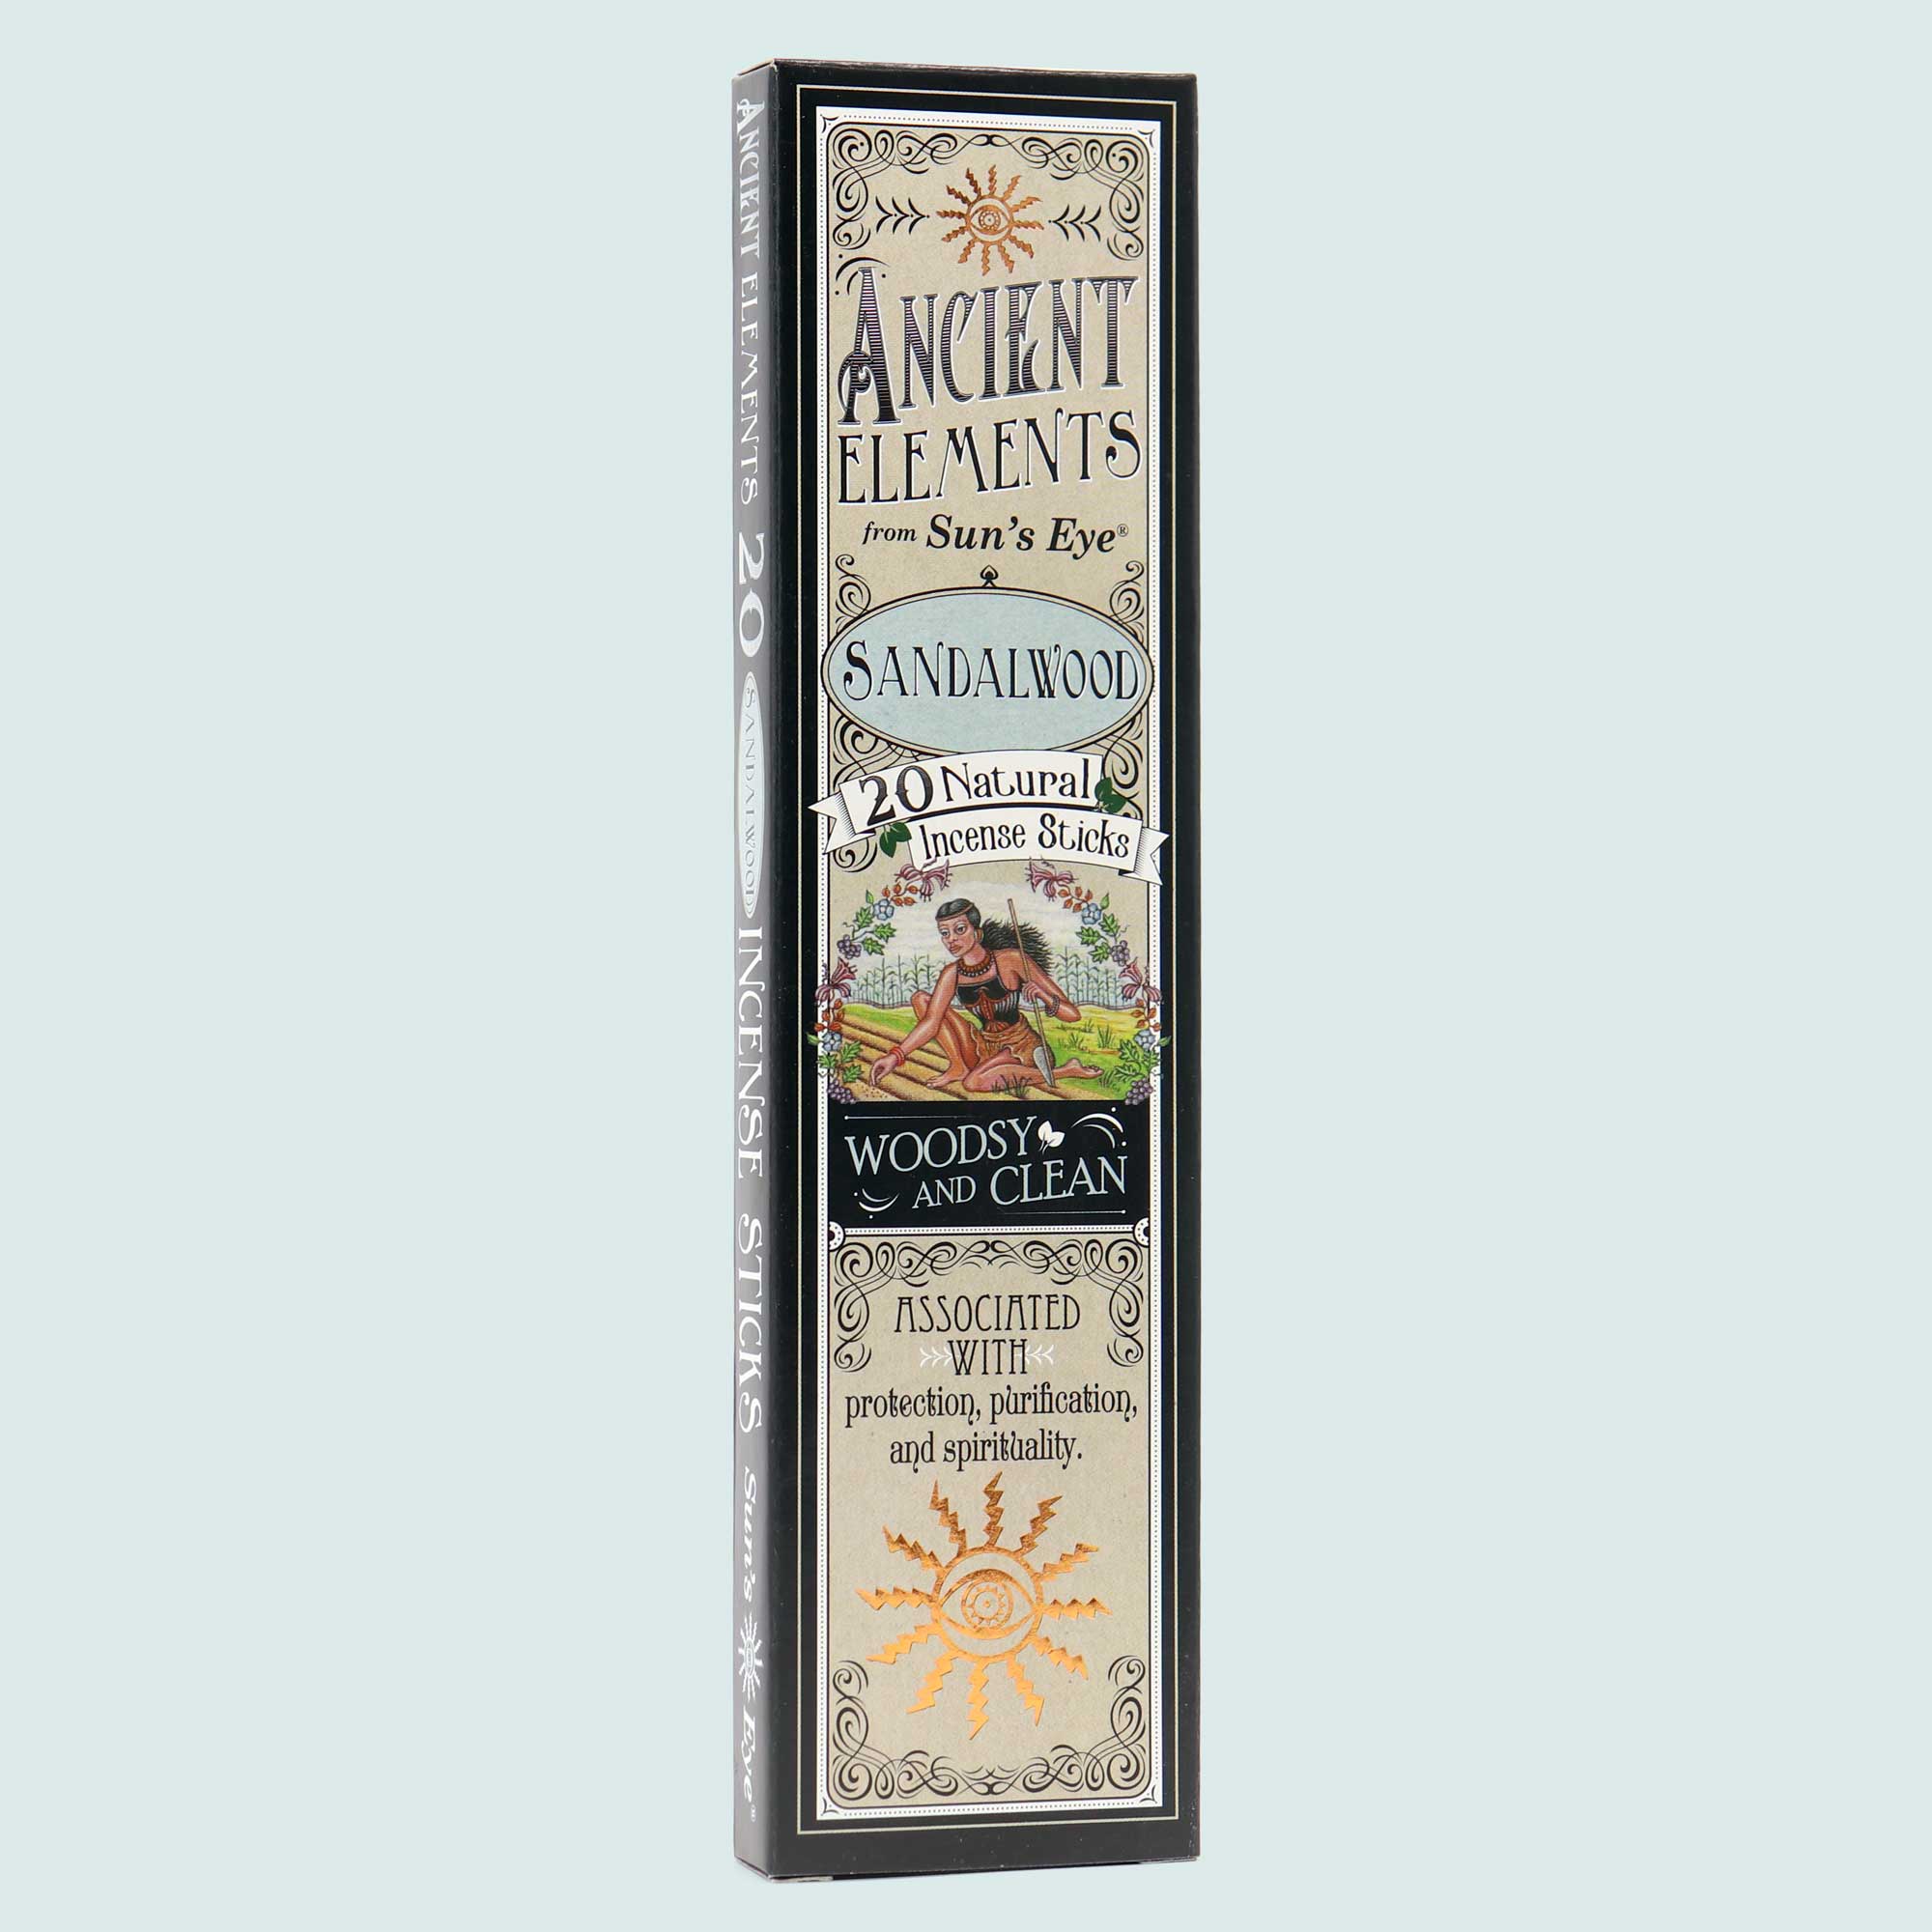 ANCIENT
ELEMENTS
from Sun's Eye®
SANDALWOOD
20 Natural
Incense Sticks
WOODSY
AND CLEAN
ASSOCIATED
WITH
protection, purification,
and spirituality.
ANCIENT ELEMENTS 20 SANDALWOOD INCENSE STICKS Sun's Eye®